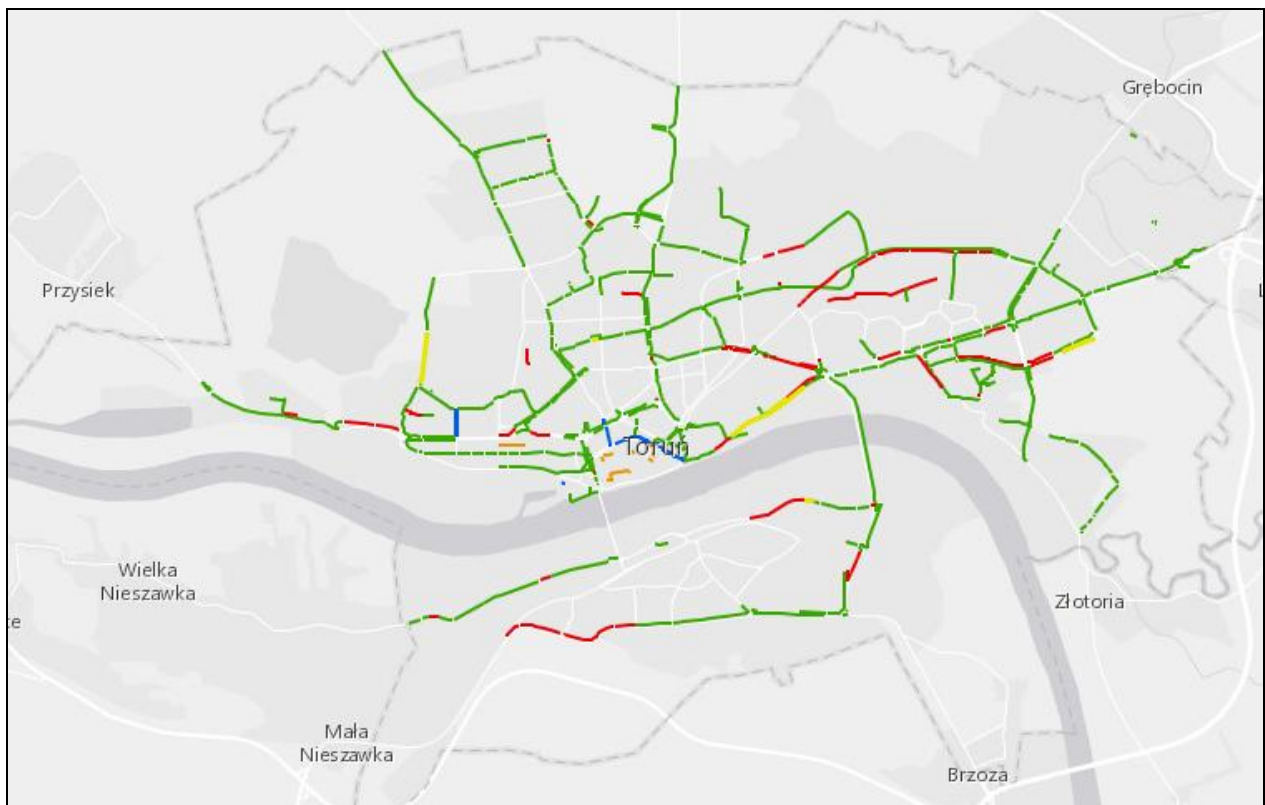 Grębocin
Przysiek
Toruń
Wielka
Nieszawka
Złotoria
Mała
Nieszawka
Brzoza